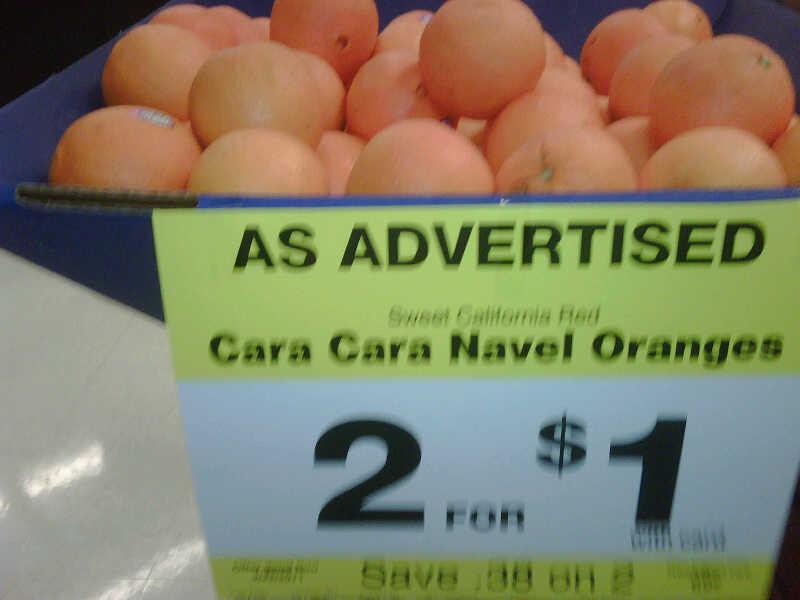 AS ADVERTISED
Sweet California Red
Cara Cara Navel Oranges
2 FOR $1
with card
Save .38 on 2